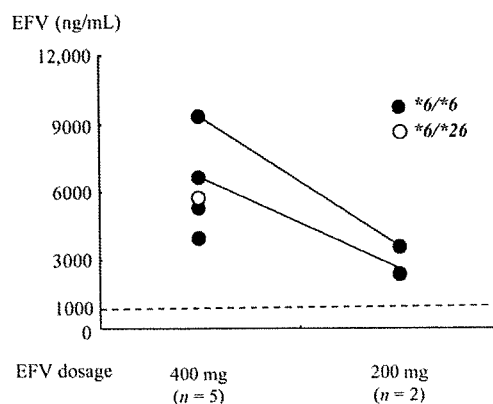 EFV (ng/mL)
12,000
9000
6000
3000
1000
0
*6/*6
*6/*26
EFV dosage
400 mg
(n = 5)
200 mg
(n = 2)